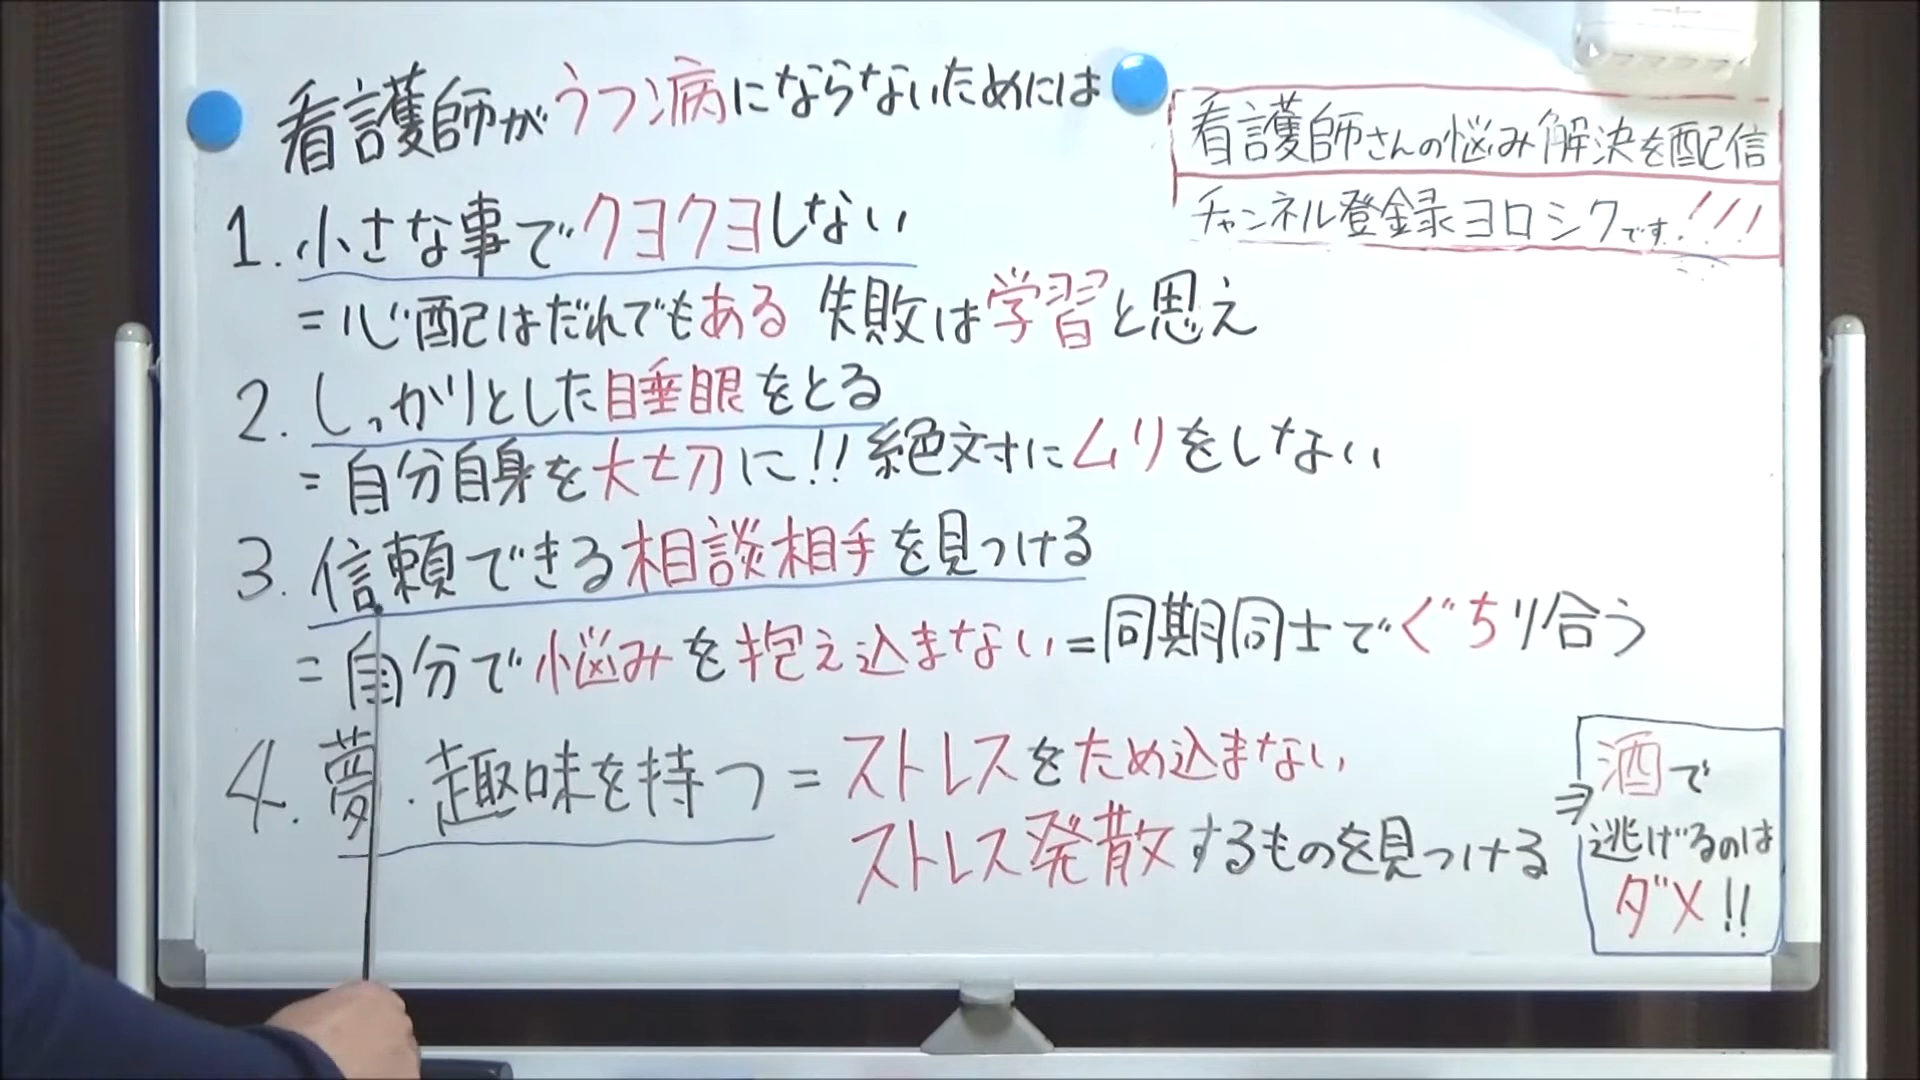 看護師がうつ病にならないためには
看護師さんの悩み解決を配信
チャンネル登録ヨロシクです!!!
1. 小さな事でクヨクヨしない
=心配はだれでもある 失敗は学習と思え
2. しっかりとした睡眠をとる
=自分自身を大切に!! 絶対にムリをしない
3. 信頼できる相談相手を見つける
=自分で悩みを抱え込まない=同期同士でぐちり合う
4. 夢・趣味を持つ = ストレスをため込まない
ストレス発散するものを見つける
⇒酒で
逃げるのは
ダメ!!